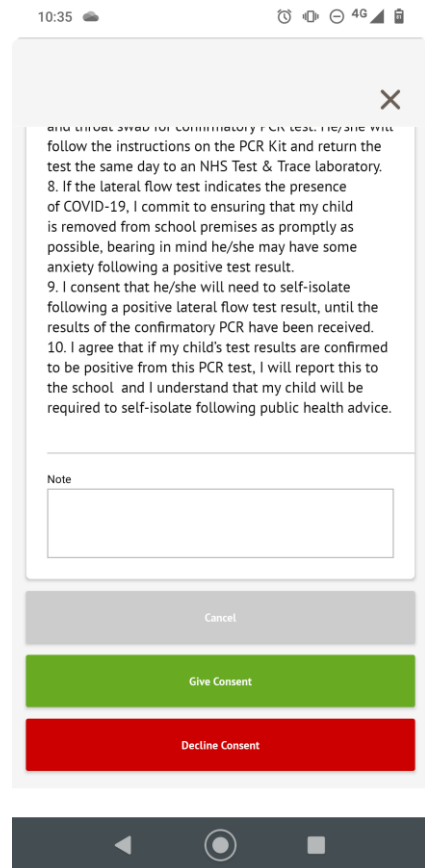 10:35
4G
and throat swab for confirmatory PCR test. He/she will
follow the instructions on the PCR Kit and return the
test the same day to an NHS Test & Trace laboratory.
8. If the lateral flow test indicates the presence
of COVID-19, I commit to ensuring that my child
is removed from school premises as promptly as
possible, bearing in mind he/she may have some
anxiety following a positive test result.
9. I consent that he/she will need to self-isolate
following a positive lateral flow test result, until the
results of the confirmatory PCR have been received.
10. I agree that if my child's test results are confirmed
to be positive from this PCR test, I will report this to
the school  and I understand that my child will be
required to self-isolate following public health advice.
Note
Cancel
Give Consent
Decline Consent